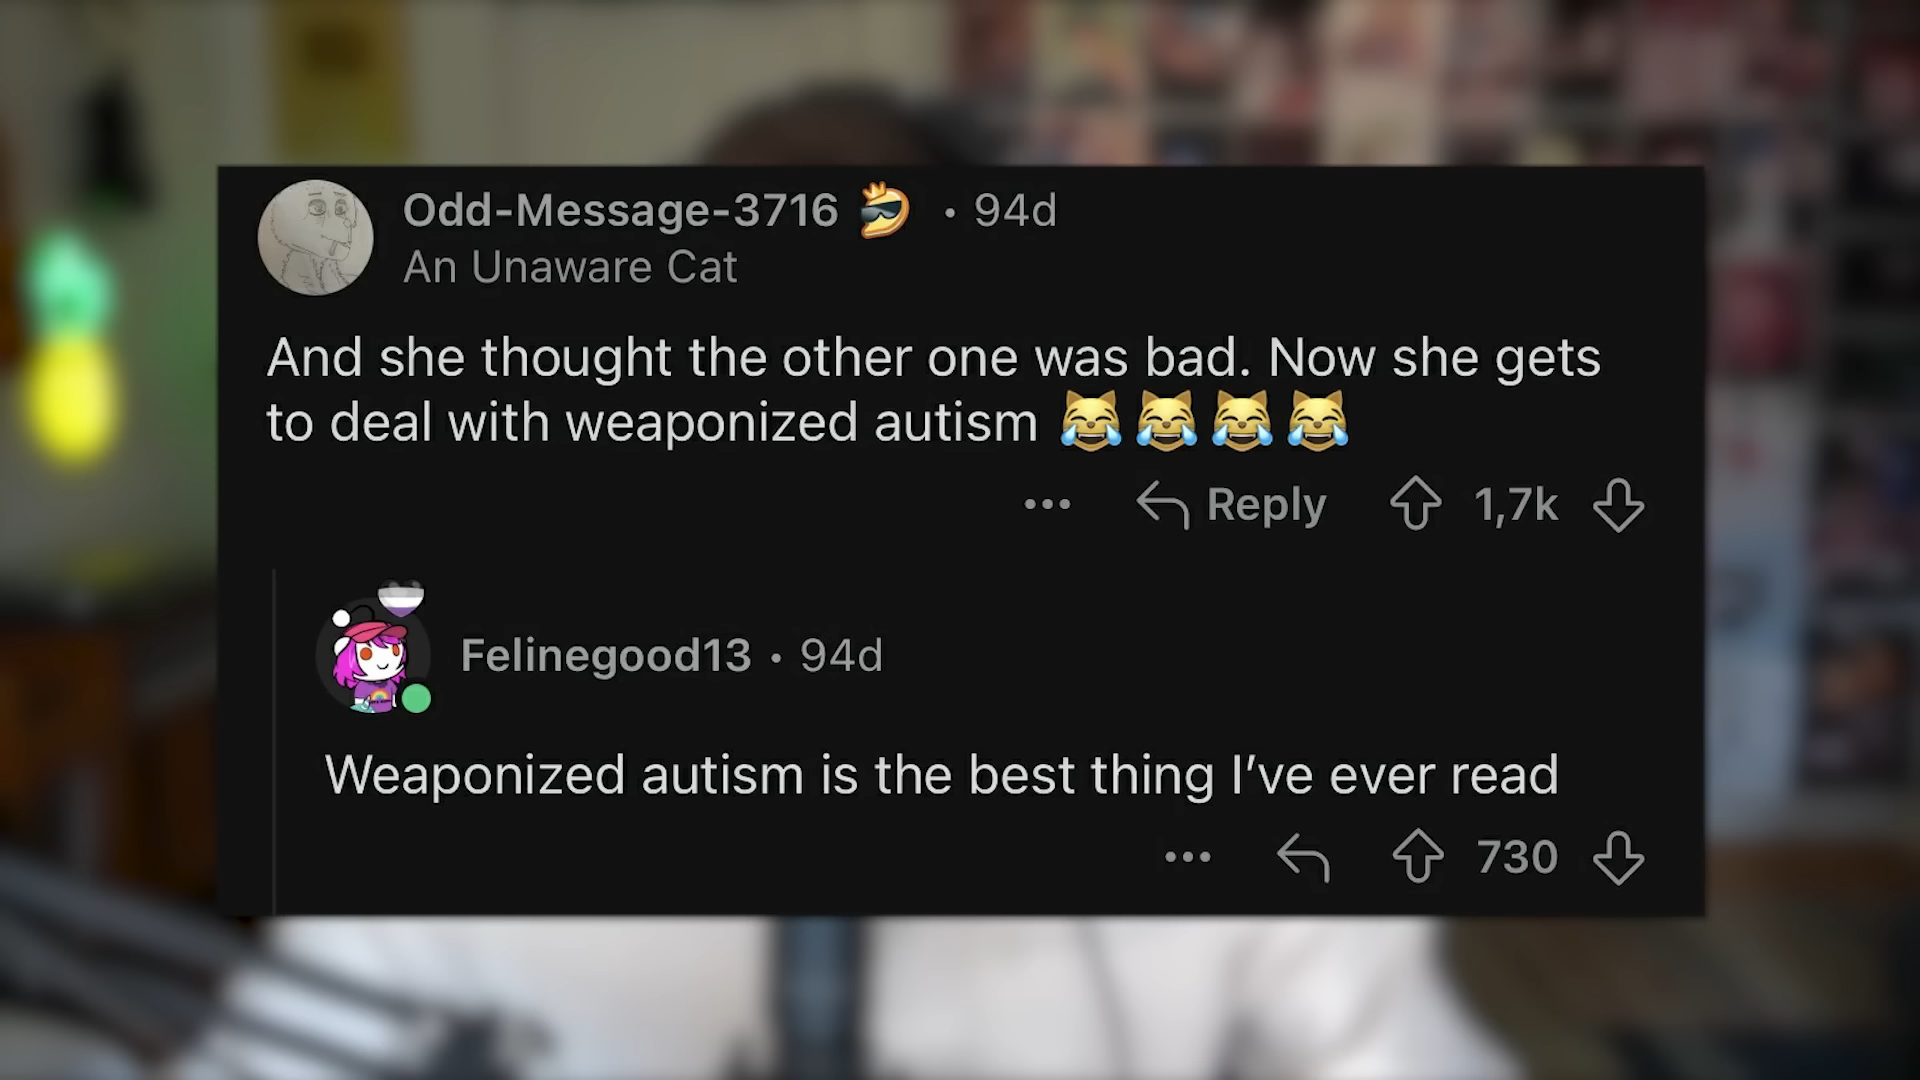 Odd-Message-3716 • 94d
An Unaware Cat
And she thought the other one was bad. Now she gets
to deal with weaponized autism 😹😹😹😹
••• Reply 1,7k
Felinegood13 • 94d
Weaponized autism is the best thing I've ever read
••• 730